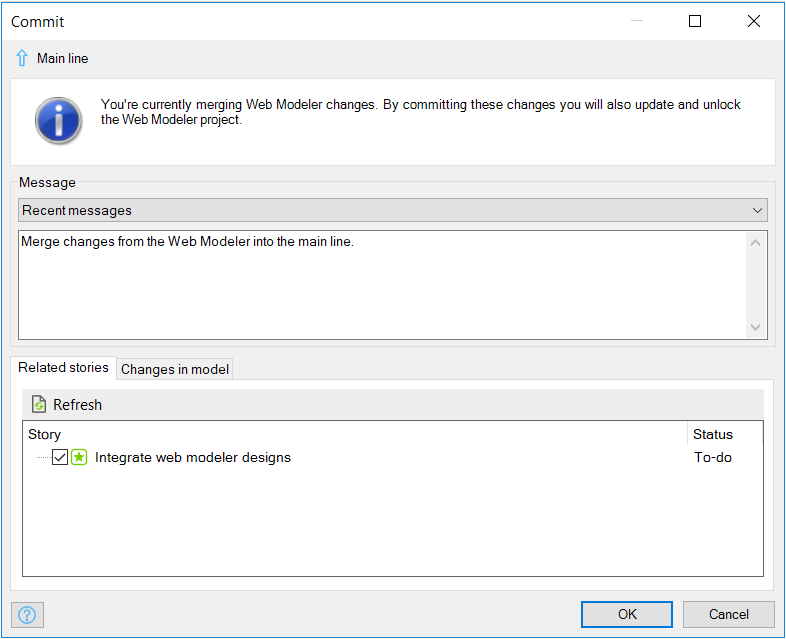 Commit
Main line
You're currently merging Web Modeler changes. By committing these changes you will also update and unlock
the Web Modeler project.
Message
Recent messages
Merge changes from the Web Modeler into the main line.
Related stories Changes in model
Refresh
Story Status
Integrate web modeler designs To-do
OK Cancel